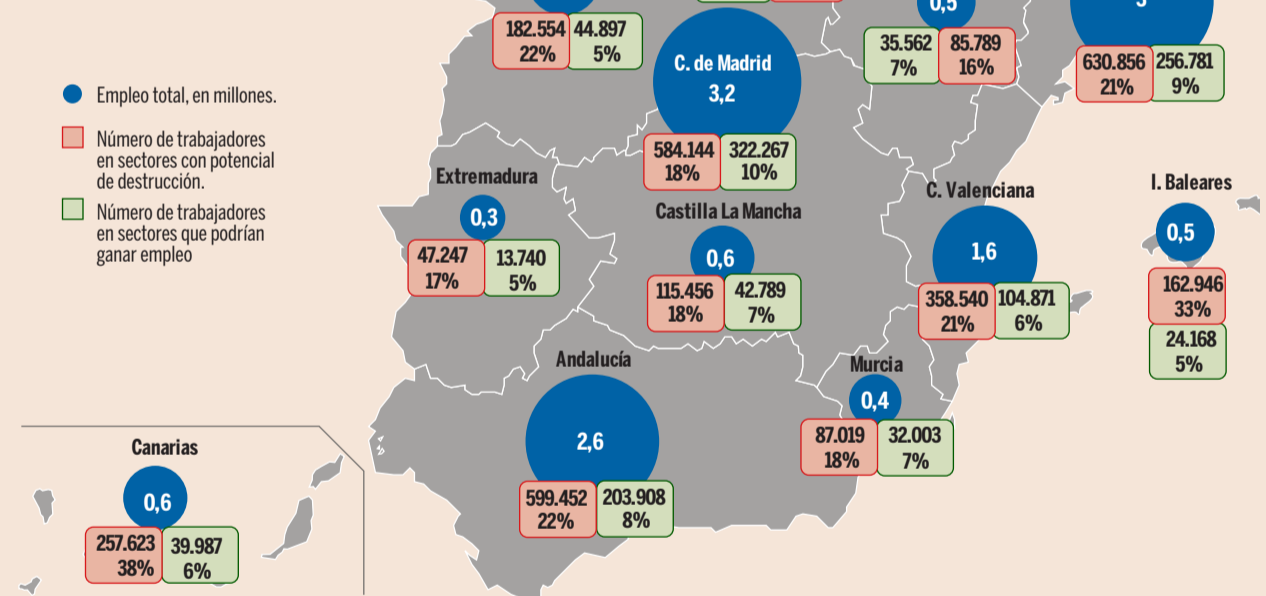 0,5
3
182.554 44.897
22% 5%
35.562 85.789
7% 16%
630.856 256.781
21% 9%
C. de Madrid
3,2
584.144 322.267
18% 10%
Empleo total, en millones.
Número de trabajadores
en sectores con potencial
de destrucción.
Número de trabajadores
en sectores que podrían
ganar empleo
Extremadura
0,3
47.247 13.740
17% 5%
Castilla La Mancha
0,6
115.456 42.789
18% 7%
C. Valenciana
1,6
358.540 104.871
21% 6%
I. Baleares
0,5
162.946
33%
24.168
5%
Andalucía
2,6
599.452 203.908
22% 8%
Murcia
0,4
87.019 32.003
18% 7%
Canarias
0,6
257.623 39.987
38% 6%